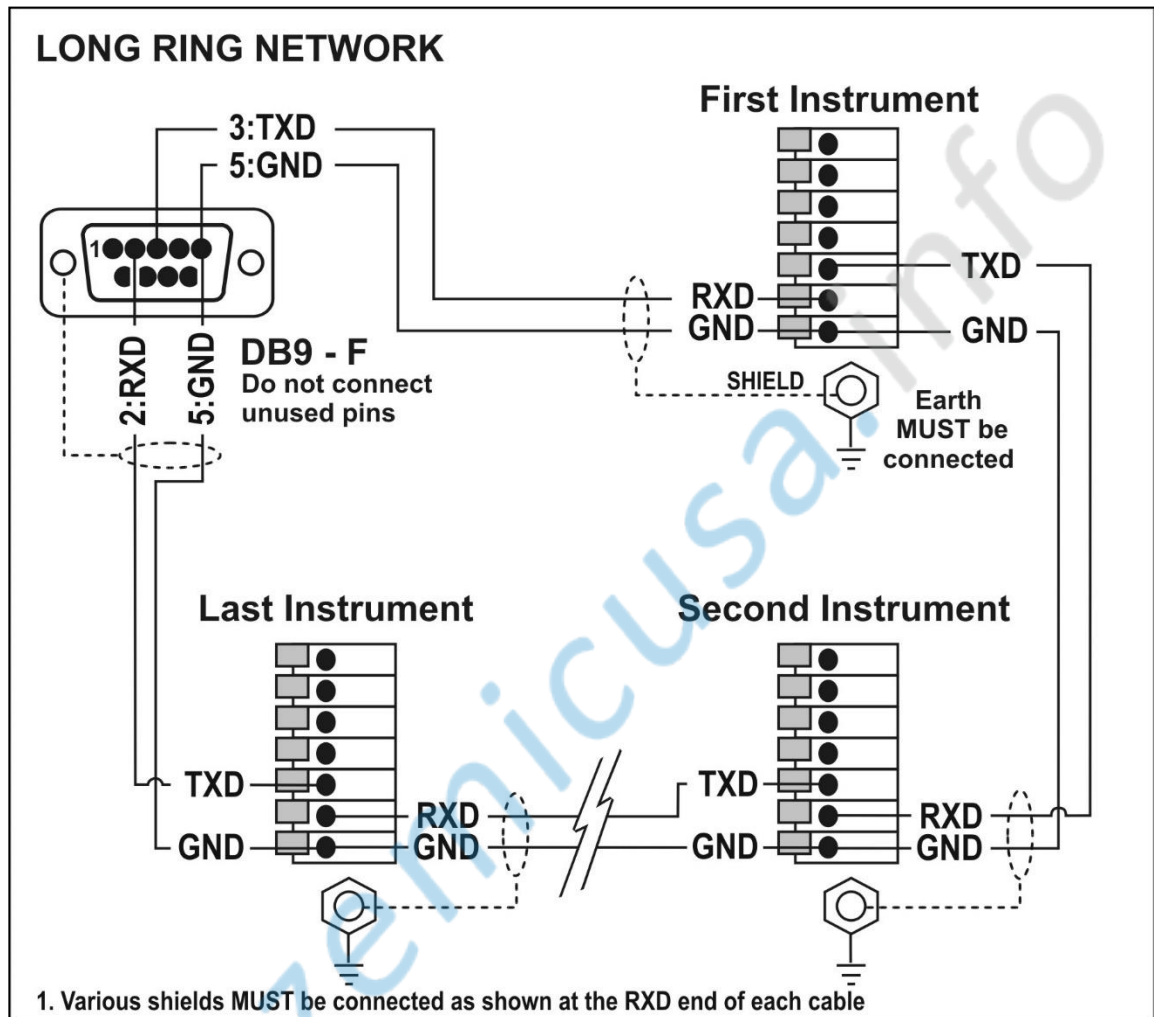 LONG RING NETWORK
First Instrument
3:TXD
5:GND
1
TXD
RXD
GND
GND
2:RXD
5:GND
DB9 - F
Do not connect
unused pins
SHIELD
Earth
MUST be
connected
Last Instrument
Second Instrument
TXD
RXD
GND
GND
TXD
RXD
GND
GND
1. Various shields MUST be connected as shown at the RXD end of each cable
zemicusa.info